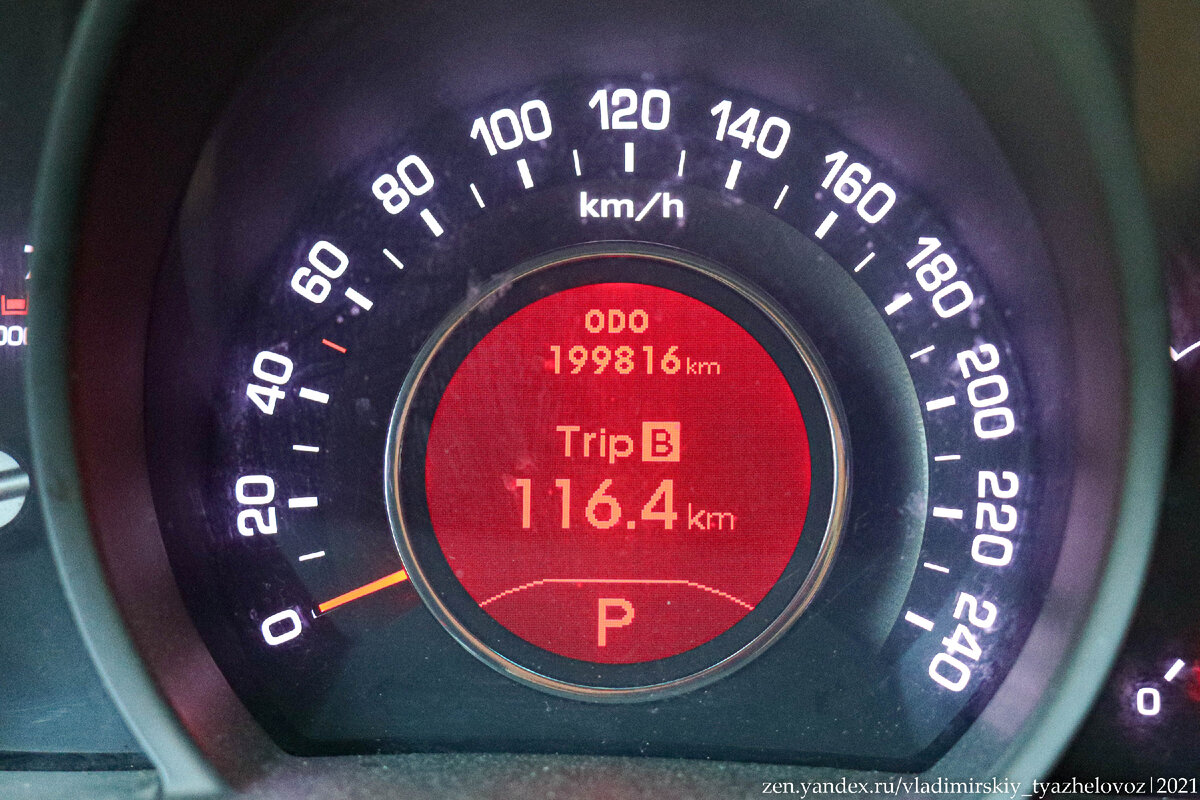 0
20
40
60
80
100
120
140
160
180
200
220
240
km/h
ODO
199816 km
Trip B
116.4 km
P
0
zen.yandex.ru/vladimirskiy_tyazhelovoz|2021